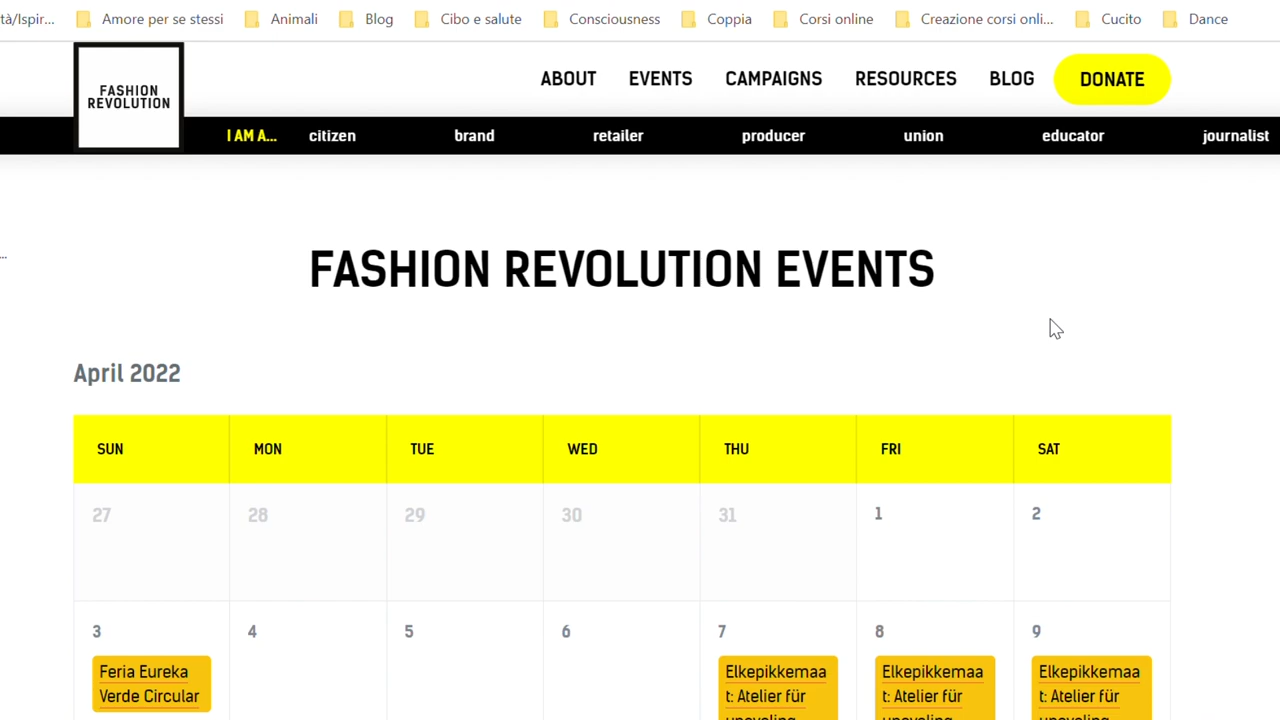 tà/Ispir... Amore per se stessi Animali Blog Cibo e salute Consciousness Coppia Corsi online Creazione corsi onli... Cucito Dance
FASHION
REVOLUTION
ABOUT EVENTS CAMPAIGNS RESOURCES BLOG DONATE
I AM A... citizen brand retailer producer union educator journalist
...
FASHION REVOLUTION EVENTS
April 2022
SUN MON TUE WED THU FRI SAT
27 28 29 30 31 1 2
3 4 5 6 7 8 9
Feria Eureka Elkepikkemaa Elkepikkemaa Elkepikkemaa
Verde Circular t: Atelier für t: Atelier für t: Atelier für
upcycling upcycling upcycling